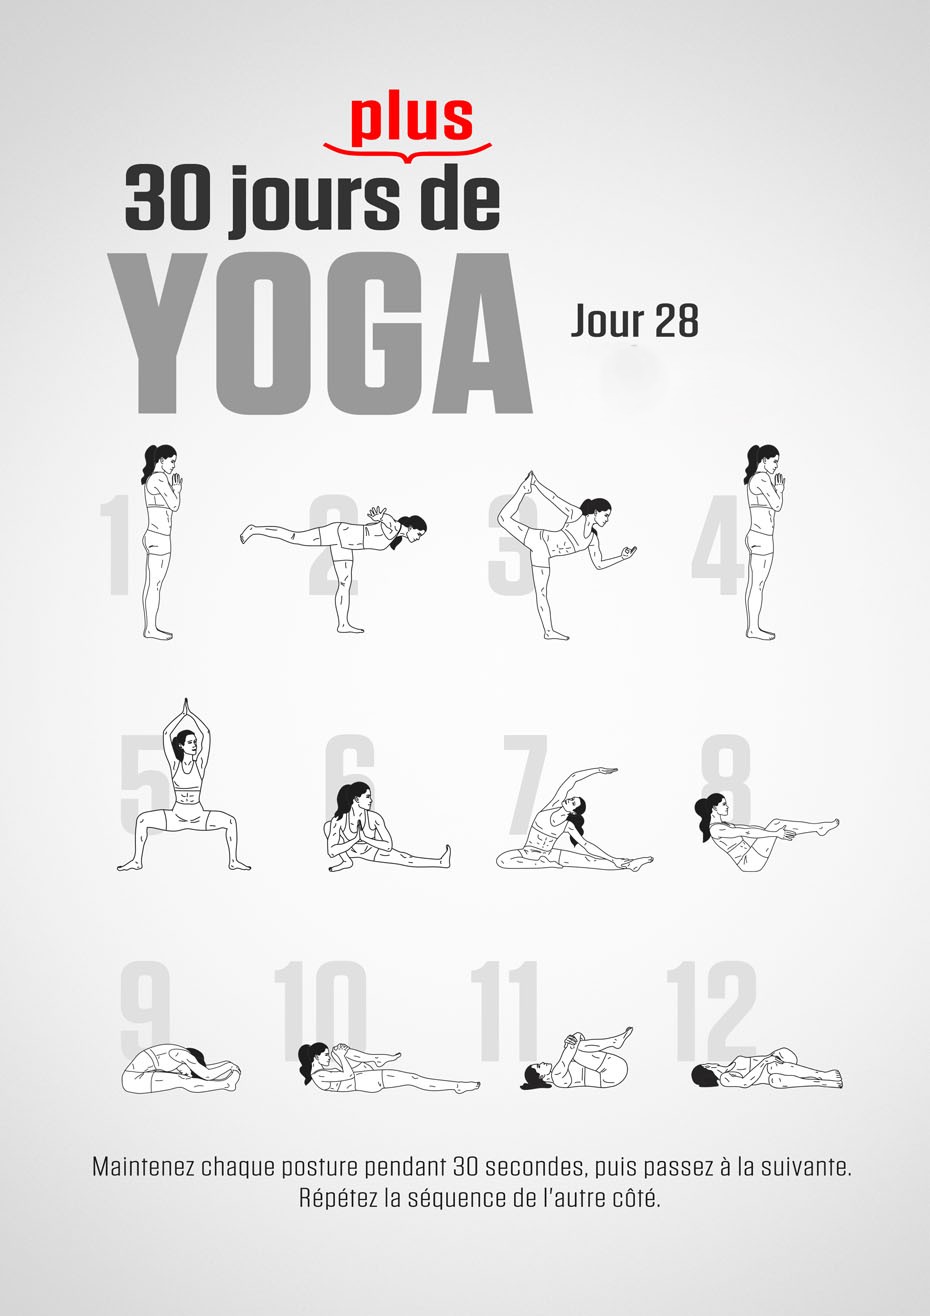 plus
30 jours de
YOGA
Jour 28
1
2
3
4
5
6
7
8
9
10
11
12
Maintenez chaque posture pendant 30 secondes, puis passez à la suivante.
Répétez la séquence de l'autre côté.